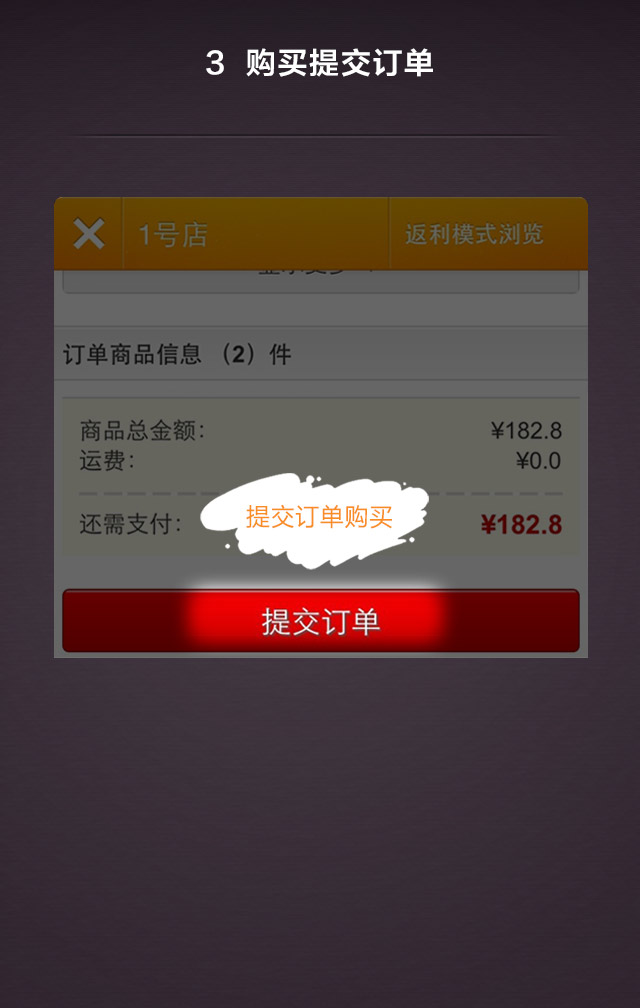 3 购买提交订单
1号店 返利模式浏览
订单商品信息 （2）件
商品总金额： ¥182.8
运费： ¥0.0
提交订单购买
还需支付： ¥182.8
提交订单